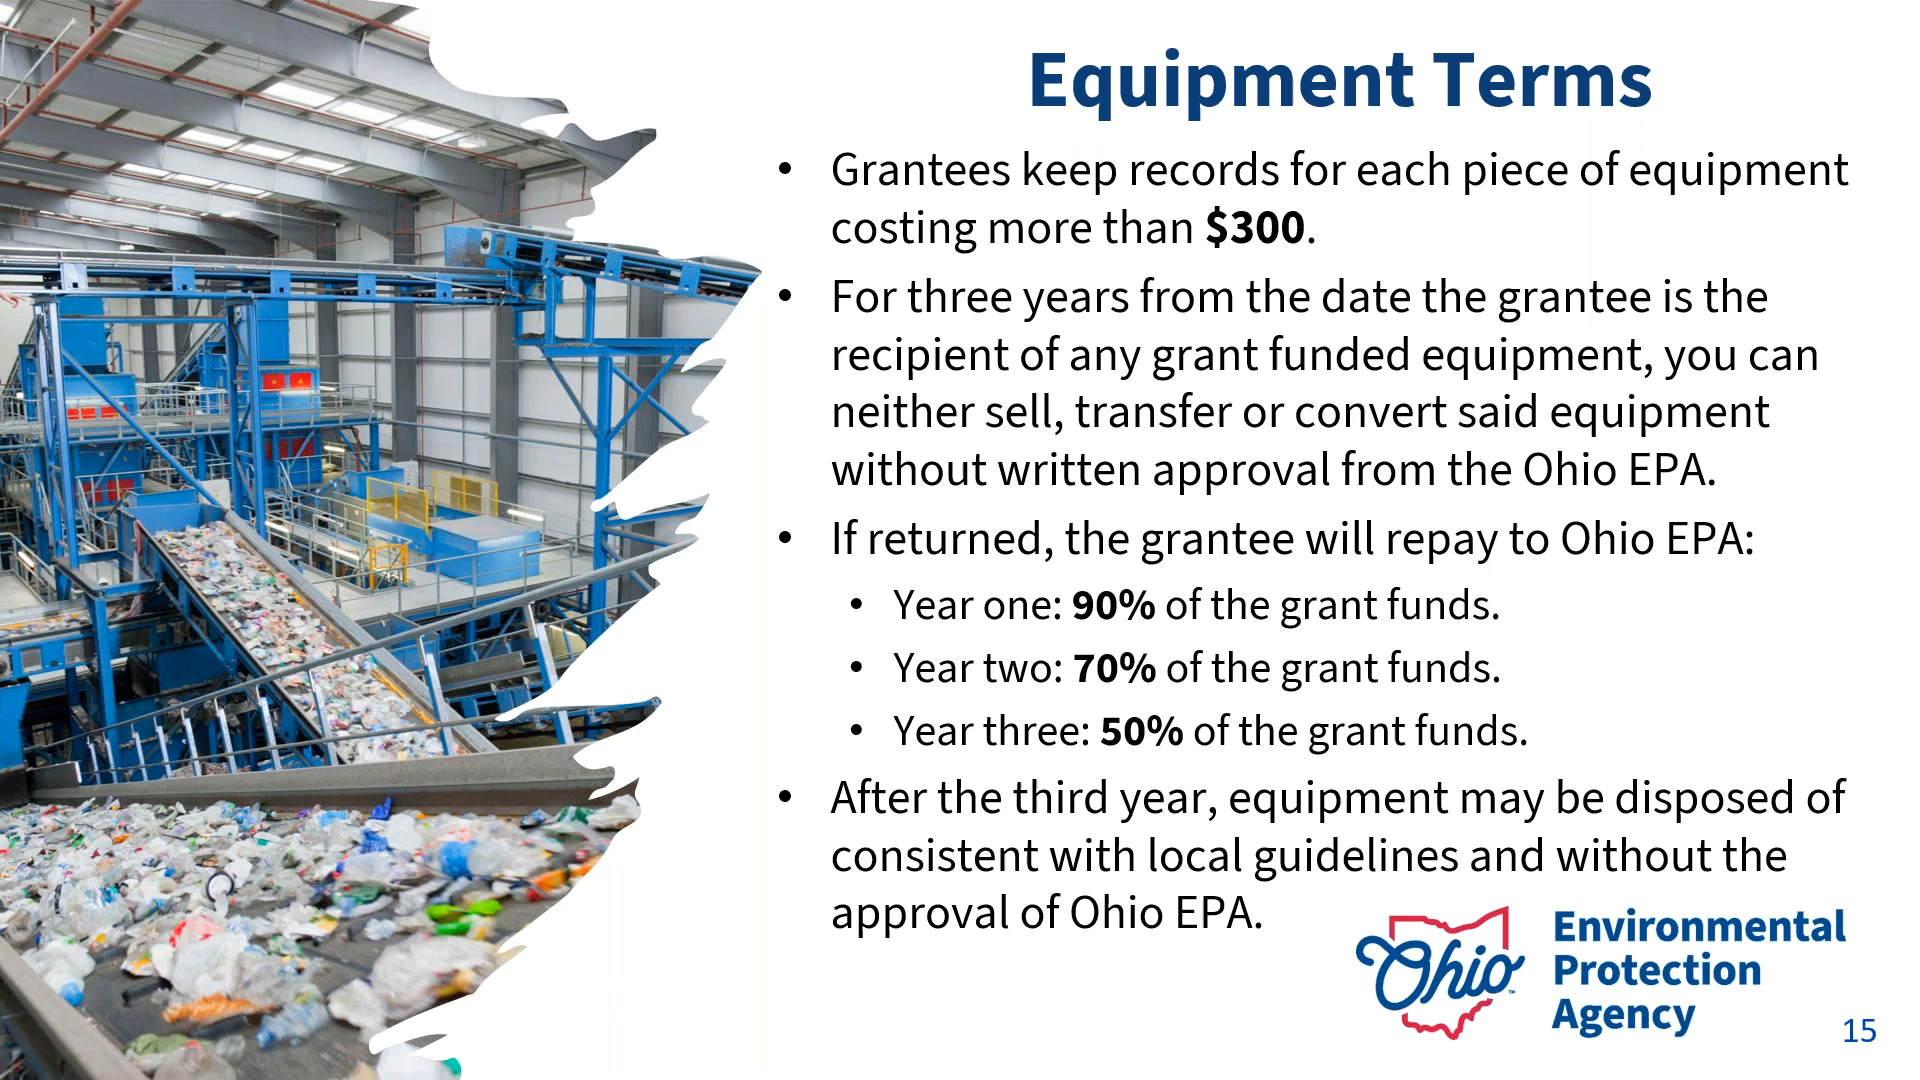 Equipment Terms
• Grantees keep records for each piece of equipment
costing more than $300.
• For three years from the date the grantee is the
recipient of any grant funded equipment, you can
neither sell, transfer or convert said equipment
without written approval from the Ohio EPA.
• If returned, the grantee will repay to Ohio EPA:
• Year one: 90% of the grant funds.
• Year two: 70% of the grant funds.
• Year three: 50% of the grant funds.
• After the third year, equipment may be disposed of
consistent with local guidelines and without the
approval of Ohio EPA.
Ohio™
Environmental
Protection
Agency
15